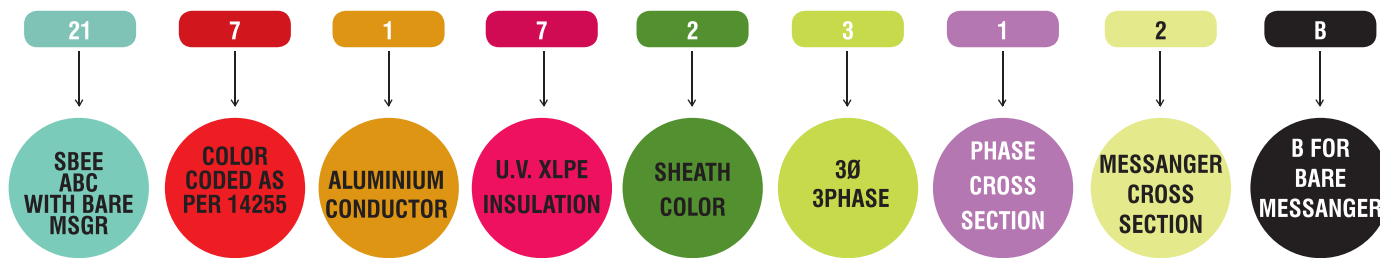 21 7 1 7 2 3 1 2 B
SBEE
ABC
WITH BARE
MSGR
COLOR
CODED AS
PER 14255
ALUMINIUM
CONDUCTOR
U.V. XLPE
INSULATION
SHEATH
COLOR
3Ø
3PHASE
PHASE
CROSS
SECTION
MESSANGER
CROSS
SECTION
B FOR
BARE
MESSANGER